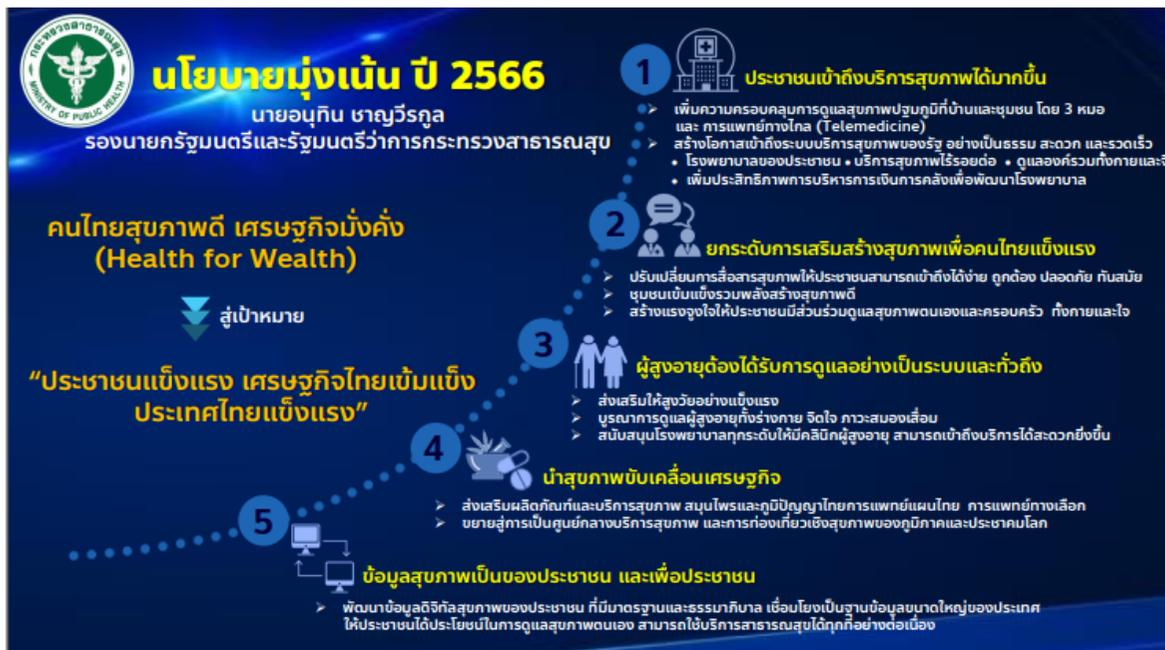 กระทรวงสาธารณสุข
MINISTRY OF PUBLIC HEALTH
นโยบายมุ่งเน้น ปี 2566
นายอนุทิน ชาญวีรกูล
รองนายกรัฐมนตรีและรัฐมนตรีว่าการกระทรวงสาธารณสุข
คนไทยสุขภาพดี เศรษฐกิจมั่งคั่ง
(Health for Wealth)
สู่เป้าหมาย
“ประชาชนแข็งแรง เศรษฐกิจไทยเข้มแข็ง
ประเทศไทยแข็งแรง”
1
ประชาชนเข้าถึงบริการสุขภาพได้มากขึ้น
➢ เพิ่มความครอบคลุมการดูแลสุขภาพปฐมภูมิที่บ้านและชุมชน โดย 3 หมอ
และ การแพทย์ทางไกล (Telemedicine)
➢ สร้างโอกาสเข้าถึงระบบบริการสุขภาพของรัฐ อย่างเป็นธรรม สะดวก และรวดเร็ว
• โรงพยาบาลของประชาชน • บริการสุขภาพไร้รอยต่อ • ดูแลองค์รวมทั้งกายและ
• เพิ่มประสิทธิภาพการบริหารการเงินการคลังเพื่อพัฒนาโรงพยาบาล
2
ยกระดับการเสริมสร้างสุขภาพเพื่อคนไทยแข็งแรง
➢ ปรับเปลี่ยนการสื่อสารสุขภาพให้ประชาชนสามารถเข้าถึงได้ง่าย ถูกต้อง ปลอดภัย ทันสมัย
➢ ชุมชนเข้มแข็งรวมพลังสร้างสุขภาพดี
➢ สร้างแรงจูงใจให้ประชาชนมีส่วนร่วมดูแลสุขภาพตนเองและครอบครัว ทั้งกายและใจ
3
ผู้สูงอายุต้องได้รับการดูแลอย่างเป็นระบบและทั่วถึง
➢ ส่งเสริมให้สูงวัยอย่างแข็งแรง
➢ บูรณาการดูแลผู้สูงอายุทั้งร่างกาย จิตใจ ภาวะสมองเสื่อม
➢ สนับสนุนโรงพยาบาลทุกระดับให้มีคลินิกผู้สูงอายุ สามารถเข้าถึงบริการได้สะดวกยิ่งขึ้น
4
นำสุขภาพขับเคลื่อนเศรษฐกิจ
➢ ส่งเสริมผลิตภัณฑ์และบริการสุขภาพ สมุนไพรและภูมิปัญญาไทยการแพทย์แผนไทย การแพทย์ทางเลือก
➢ ขยายสู่การเป็นศูนย์กลางบริการสุขภาพ และการท่องเที่ยวเชิงสุขภาพของภูมิภาคและประชาคมโลก
5
ข้อมูลสุขภาพเป็นของประชาชน และเพื่อประชาชน
➢ พัฒนาข้อมูลดิจิทัลสุขภาพของประชาชน ที่มีมาตรฐานและธรรมาภิบาล เชื่อมโยงเป็นฐานข้อมูลขนาดใหญ่ของประเทศ
ให้ประชาชนได้ประโยชน์ในการดูแลสุขภาพตนเอง สามารถใช้บริการสาธารณสุขได้ทุกที่อย่างต่อเนื่อง